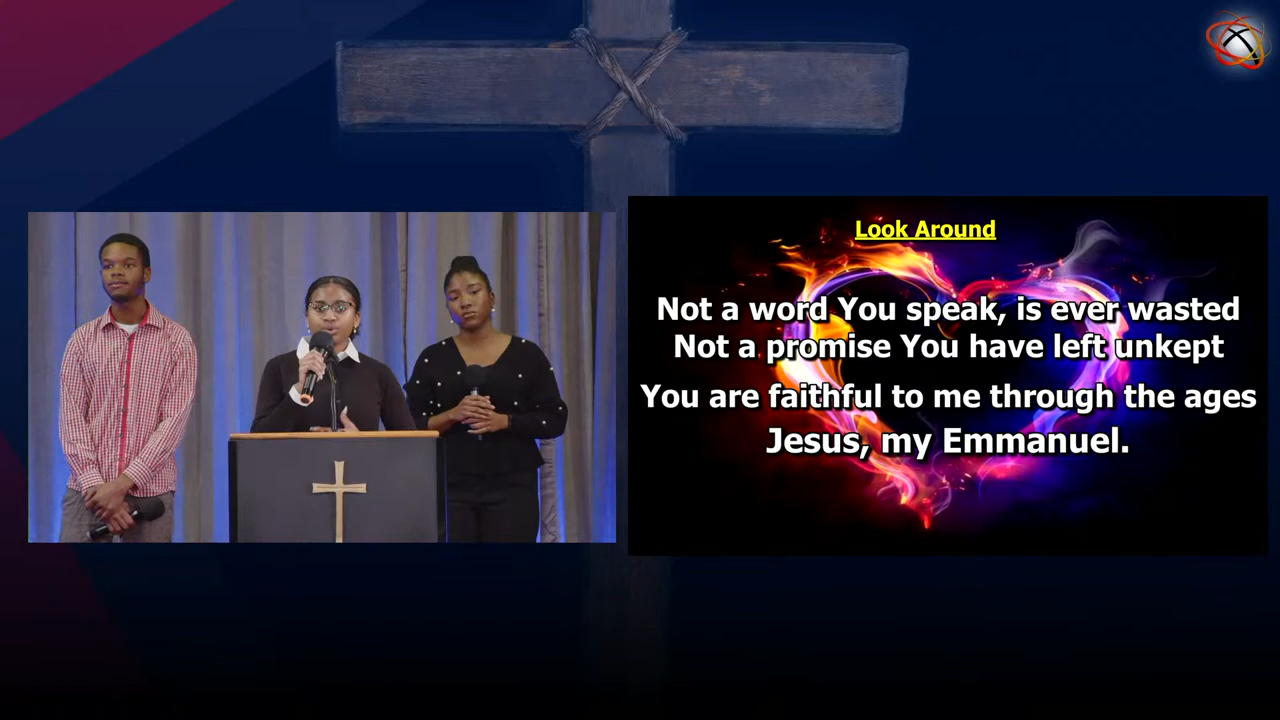 Look Around
Not a word You speak, is ever wasted
Not a promise You have left unkept
You are faithful to me through the ages
Jesus, my Emmanuel.